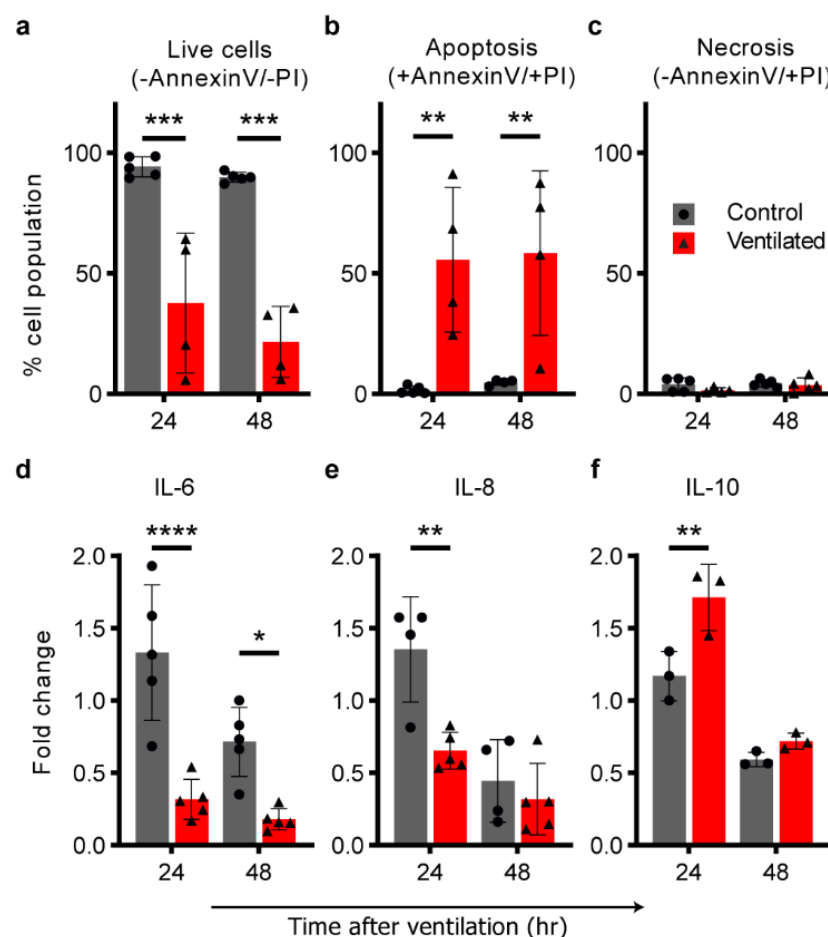 a
Live cells
(-AnnexinV/-PI)
b
Apoptosis
(+AnnexinV/+PI)
c
Necrosis
(-AnnexinV/+PI)
% cell population
100
50
0
***
***
24
48
100
50
0
**
**
24
48
100
50
0
Control
Ventilated
24
48
d
IL-6
e
IL-8
f
IL-10
Fold change
2.0
1.5
1.0
0.5
0.0
****
*
24
48
2.0
1.5
1.0
0.5
0.0
**
24
48
2.0
1.5
1.0
0.5
0.0
**
24
48
Time after ventilation (hr)